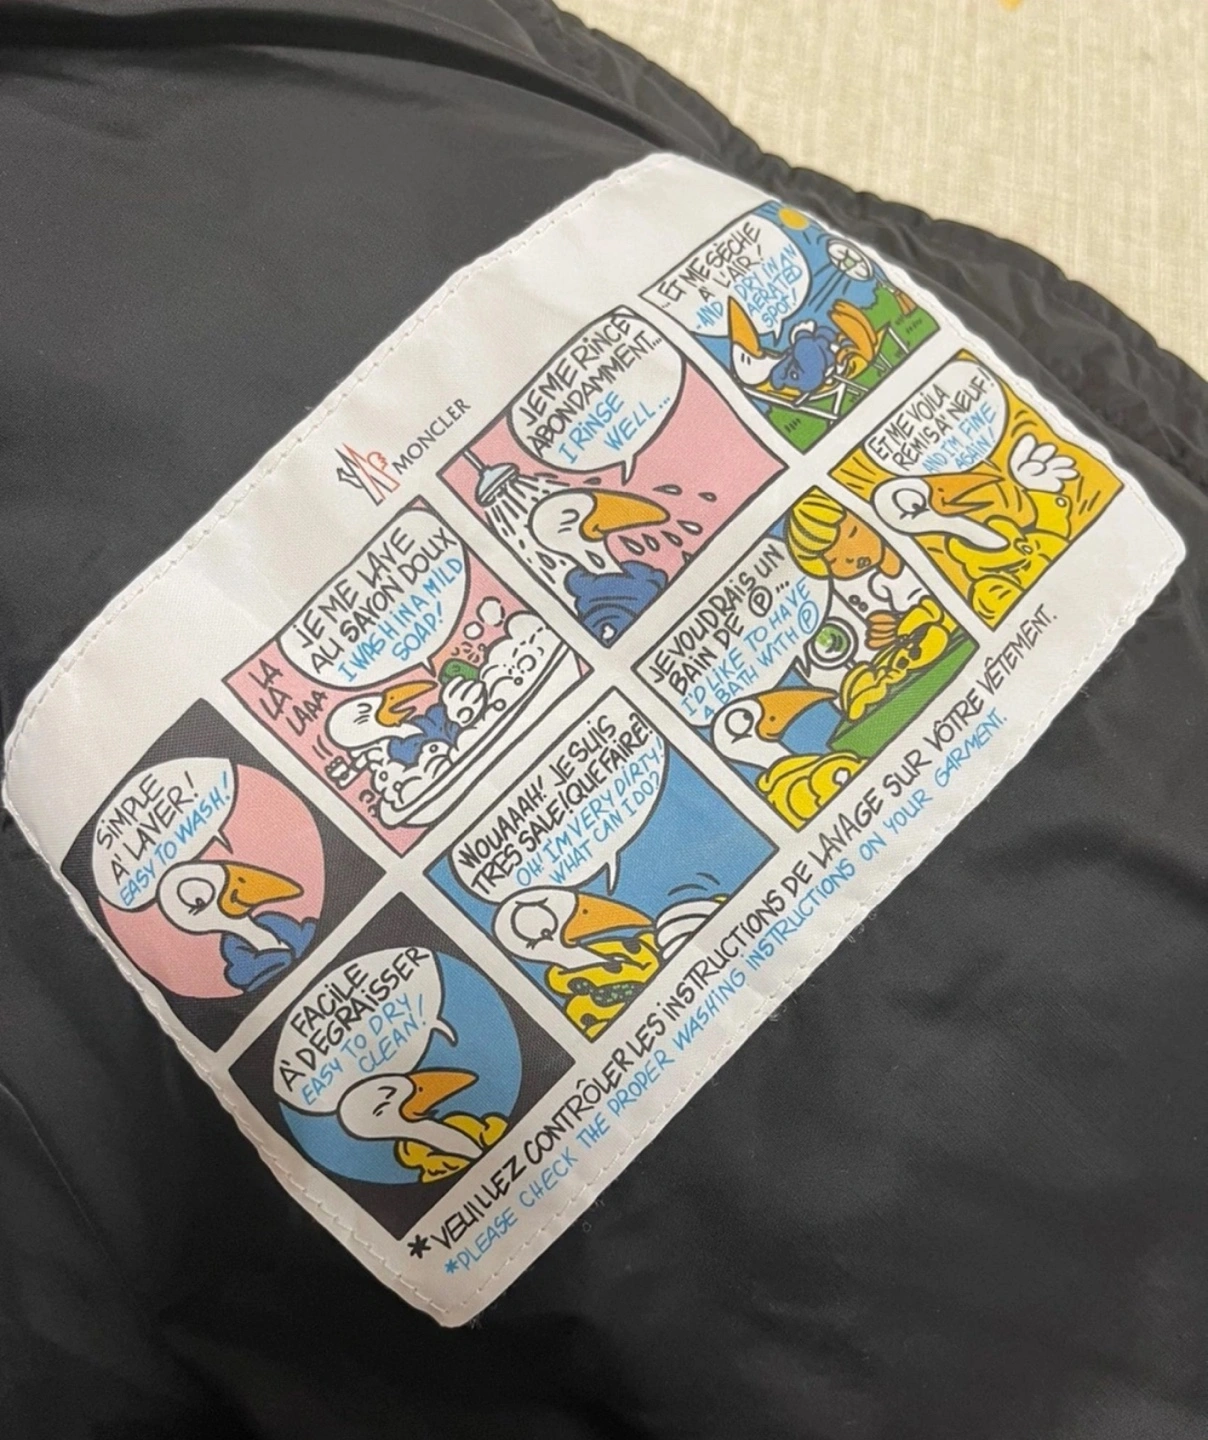 MONCLER
SIMPLE
A' LAVER!
EASY TO WASH!
LA
LA
LAAA
JE ME LAVE
AU SAVON DOUX
I WASH IN A MILD
SOAP!
JE ME RINCE
ABONDAMMENT...
I RINSE
WELL...
..ET ME SÈCHE
A' L'AIR!
-AND DRY IN AN
AERATED
SPOT!
FACILE
A' DEGRAISSER
EASY TO DRY
CLEAN!
WOUAAAH! JE SUIS
TRES SALE! QUE FAIRE?
OH! I'M VERY DIRTY!
WHAT CAN I DO?
JE VOUDRAIS UN
BAIN DE Ⓟ...
I'D LIKE TO HAVE
A BATH WITH Ⓟ
ET ME VOILA
REMIS A' NEUF!
AND I'M FINE
AGAIN!
*VEUILLEZ CONTRÔLER LES INSTRUCTIONS DE LAVAGE SUR VÔTRE VÊTEMENT.
*PLEASE CHECK THE PROPER WASHING INSTRUCTIONS ON YOUR GARMENT.